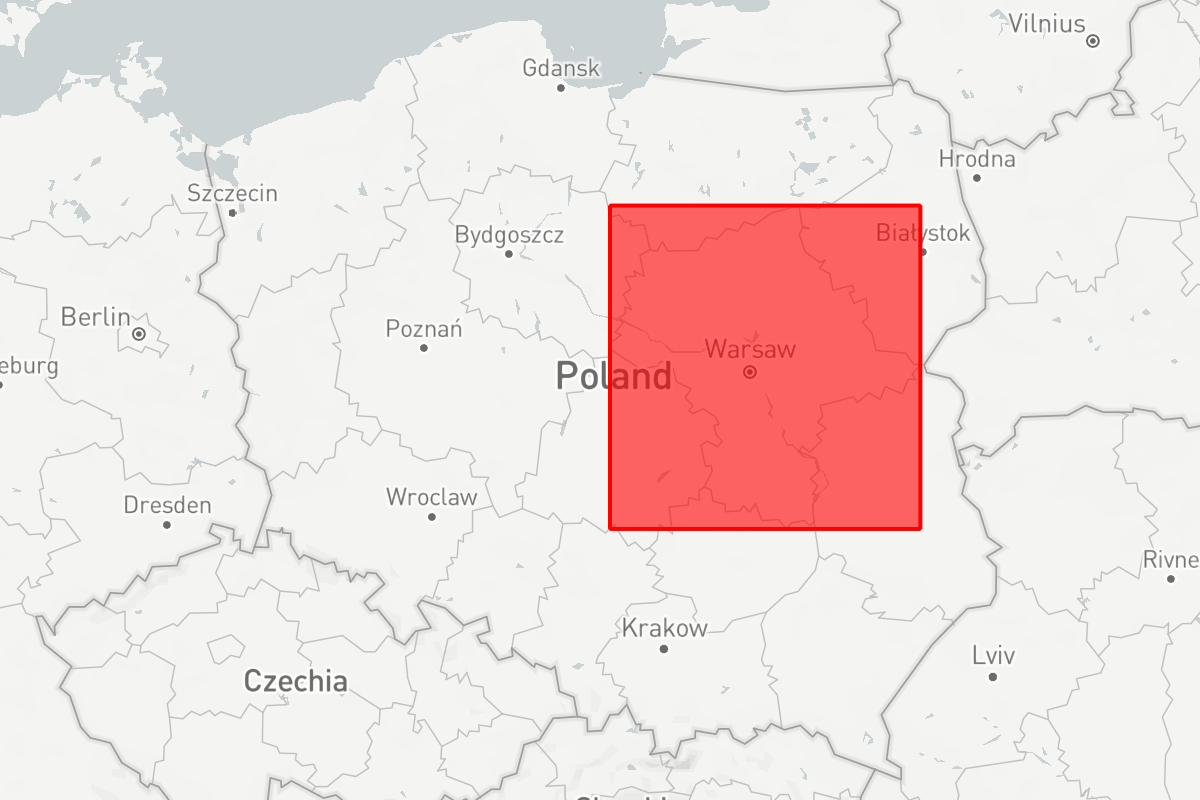 Vilnius
Gdansk
Hrodna
Szczecin
Białystok
Bydgoszcz
Berlin
Poznań
Warsaw
eburg
Poland
Wroclaw
Dresden
Rivne
Krakow
Lviv
Czechia